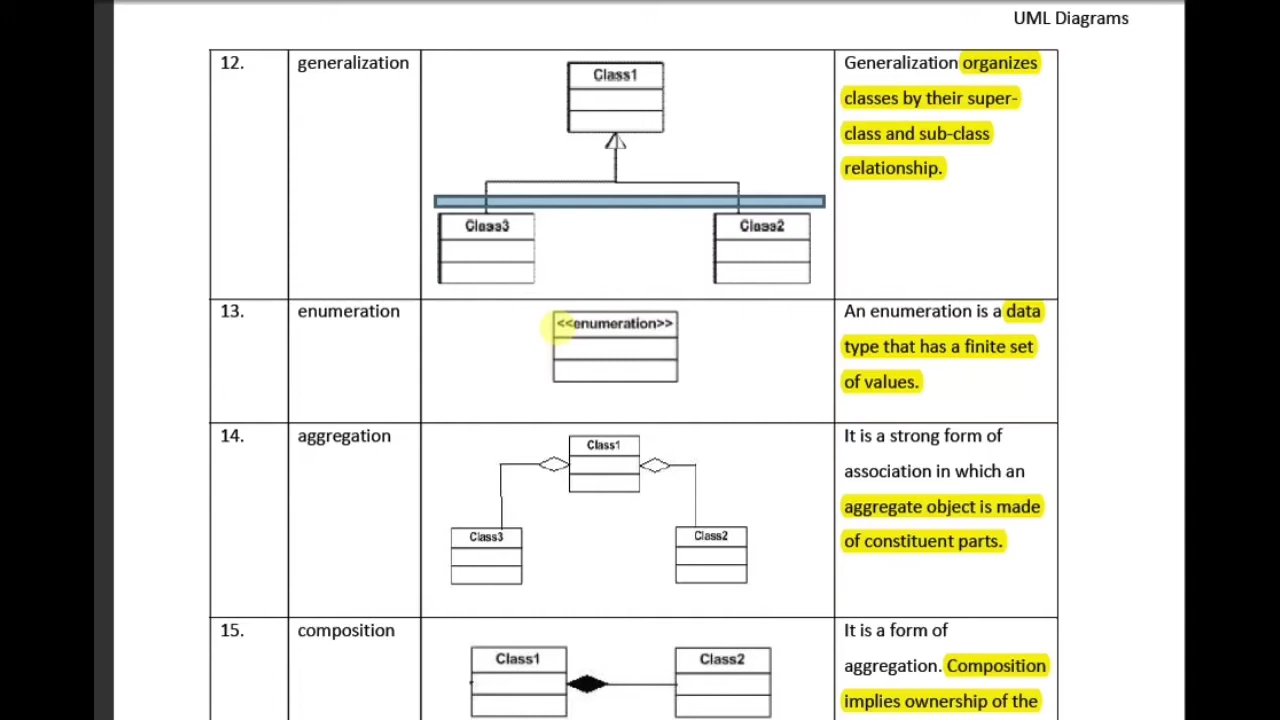 UML Diagrams
12.
generalization
Class1
Class3
Class2
Generalization organizes
classes by their super-
class and sub-class
relationship.
13.
enumeration
<<enumeration>>
An enumeration is a data
type that has a finite set
of values.
14.
aggregation
Class1
Class3
Class2
It is a strong form of
association in which an
aggregate object is made
of constituent parts.
15.
composition
Class1
Class2
It is a form of
aggregation. Composition
implies ownership of the